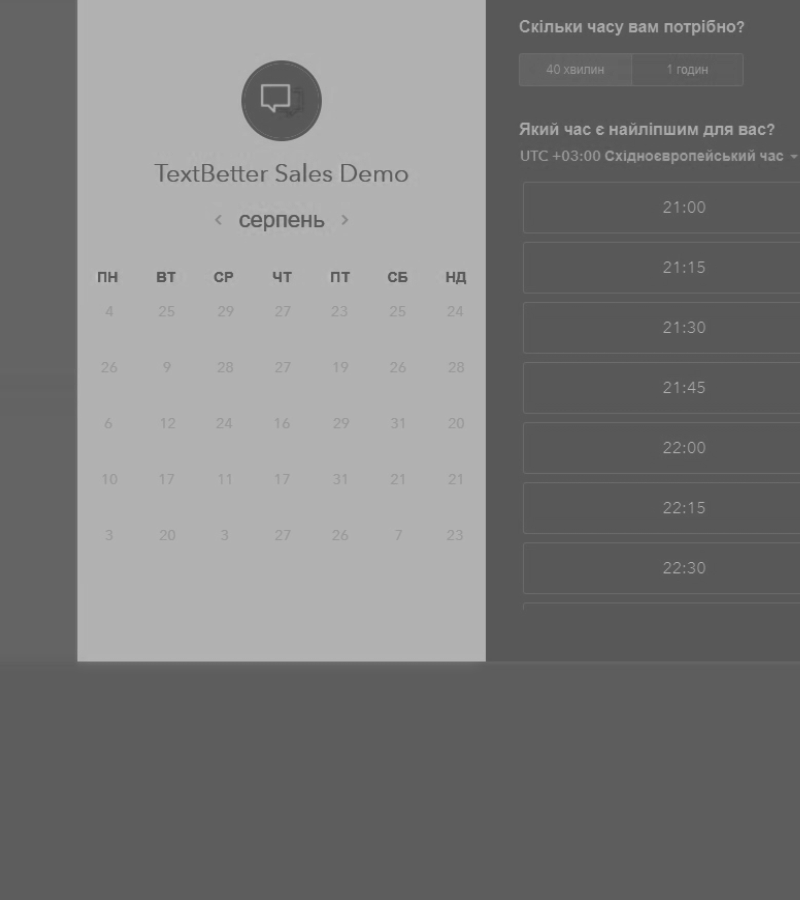 TextBetter Sales Demo
серпень
ПН ВТ СР ЧТ ПТ СБ НД
4 25 29 27 23 25 24
26 9 28 27 19 26 28
6 12 24 16 29 31 20
10 17 11 17 31 21 21
3 20 3 27 26 7 23
Скільки часу вам потрібно?
40 хвилин 1 годин
Який час є найліпшим для вас?
UTC +03:00 Східноєвропейський час
21:00
21:15
21:30
21:45
22:00
22:15
22:30